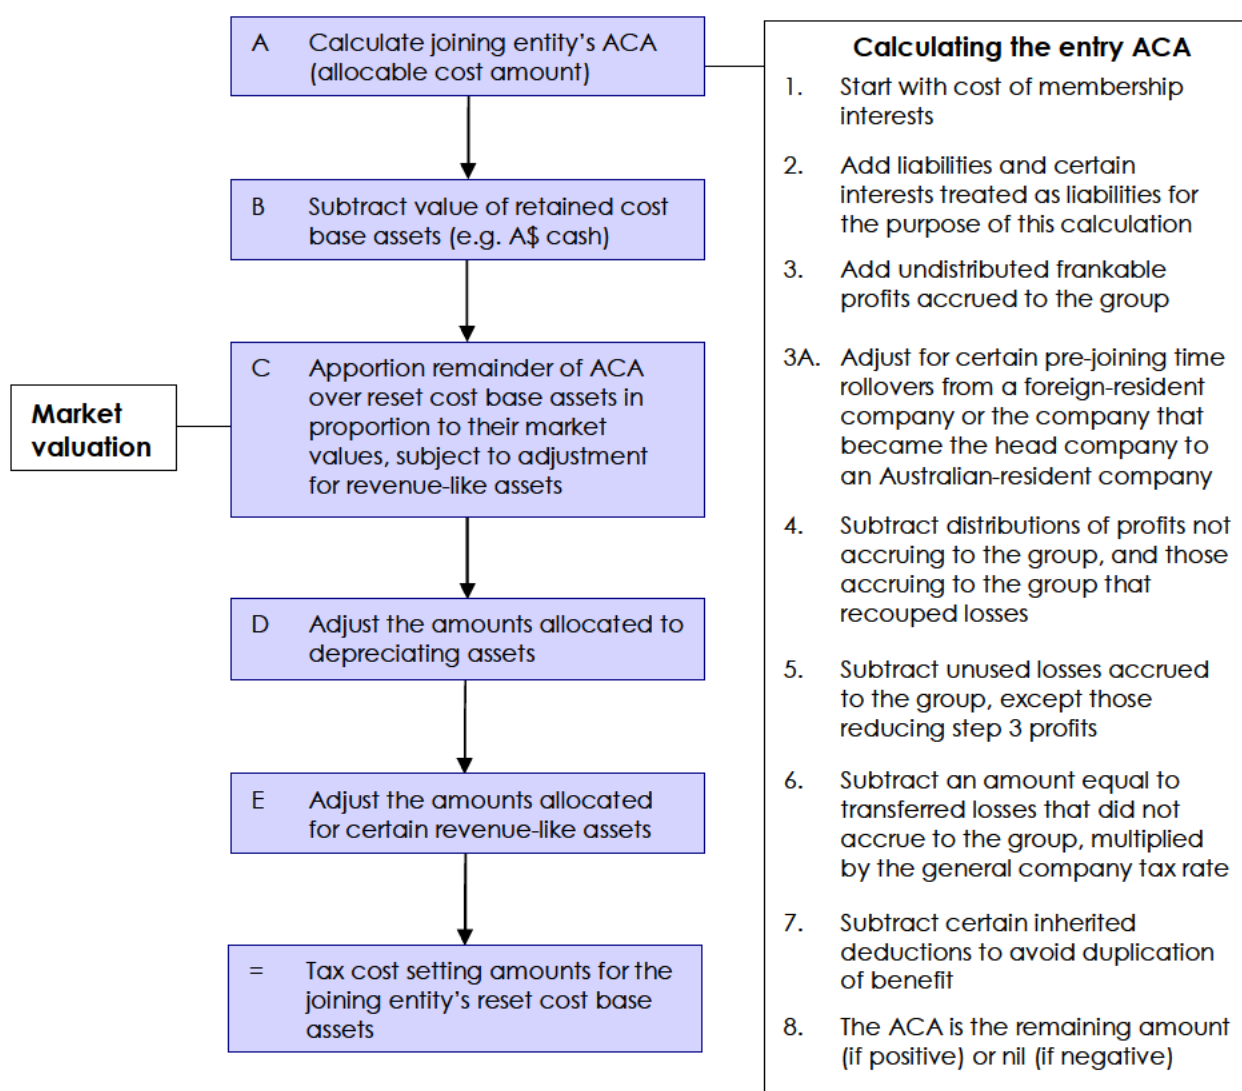 A Calculate joining entity’s ACA
(allocable cost amount)
B Subtract value of retained cost
base assets (e.g. A$ cash)
Market
valuation
C Apportion remainder of ACA
over reset cost base assets in
proportion to their market
values, subject to adjustment
for revenue-like assets
D Adjust the amounts allocated to
depreciating assets
E Adjust the amounts allocated
for certain revenue-like assets
= Tax cost setting amounts for the
joining entity’s reset cost base
assets
Calculating the entry ACA
1. Start with cost of membership
interests
2. Add liabilities and certain
interests treated as liabilities for
the purpose of this calculation
3. Add undistributed frankable
profits accrued to the group
3A. Adjust for certain pre-joining time
rollovers from a foreign-resident
company or the company that
became the head company to
an Australian-resident company
4. Subtract distributions of profits not
accruing to the group, and those
accruing to the group that
recouped losses
5. Subtract unused losses accrued
to the group, except those
reducing step 3 profits
6. Subtract an amount equal to
transferred losses that did not
accrue to the group, multiplied
by the general company tax rate
7. Subtract certain inherited
deductions to avoid duplication
of benefit
8. The ACA is the remaining amount
(if positive) or nil (if negative)